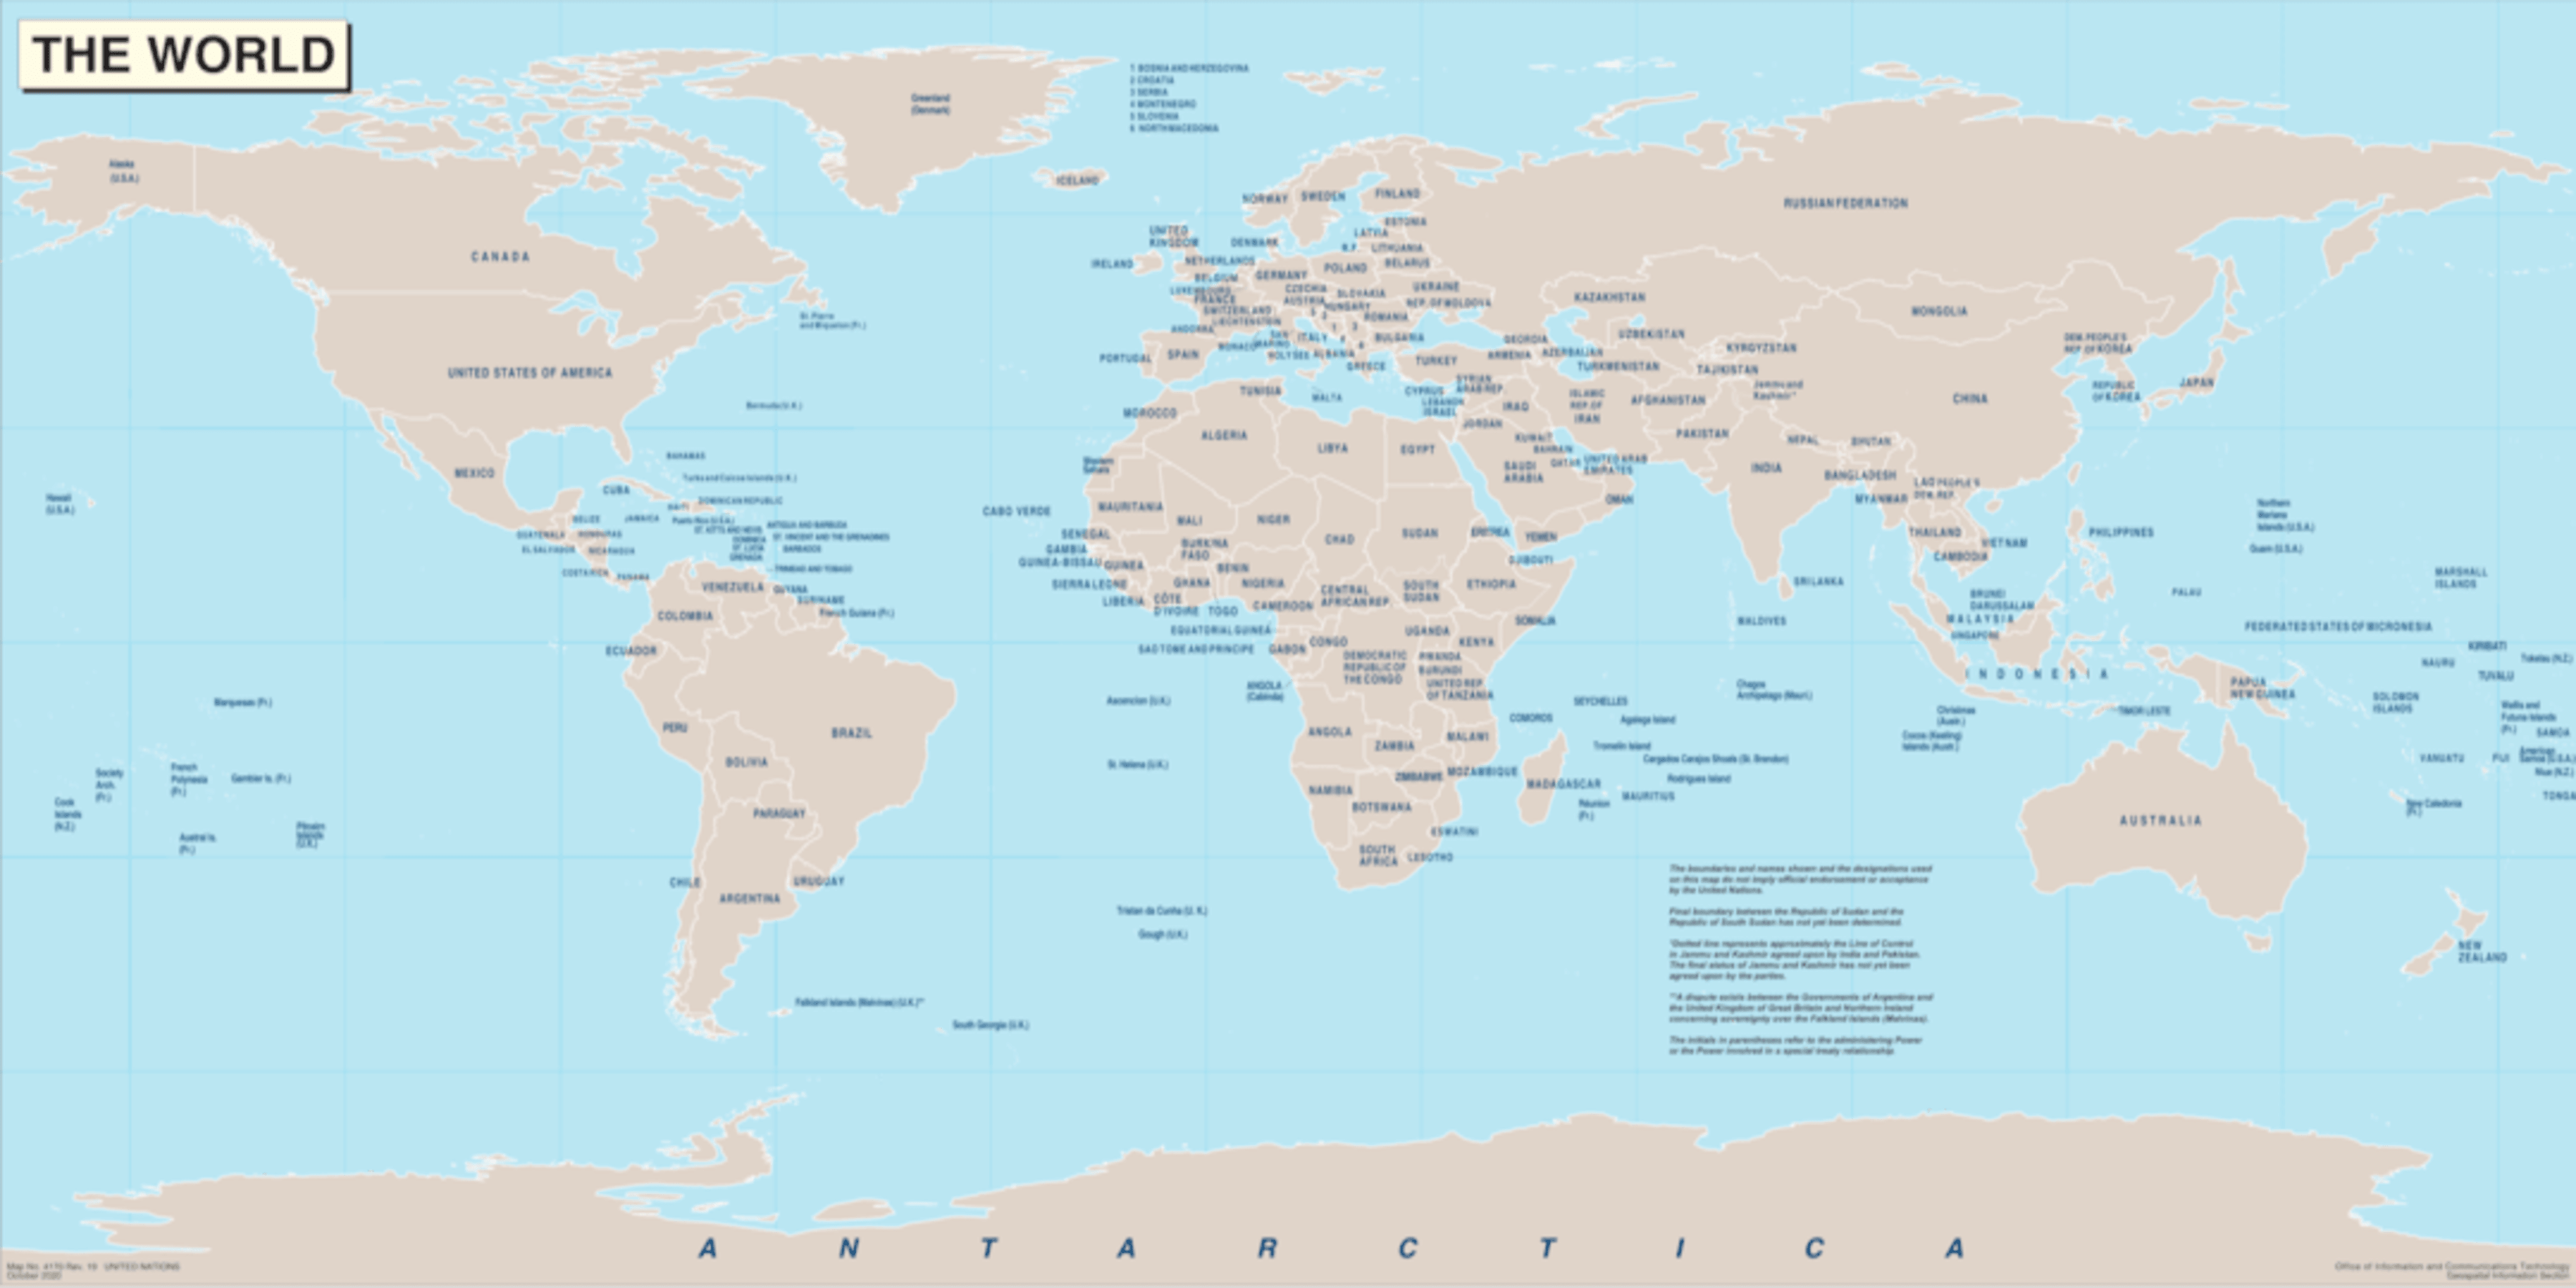 THE WORLD
1 BOSNIA AND HERZEGOVINA
2 CROATIA
3 SERBIA
4 MONTENEGRO
5 SLOVENIA
6 NORTH MACEDONIA
Greenland
(Denmark)
Alaska
(U.S.A.)
ICELAND
NORWAY
SWEDEN
FINLAND
RUSSIAN FEDERATION
CANADA
UNITED
KINGDOM
IRELAND
DENMARK
ESTONIA
LATVIA
R.F.
LITHUANIA
NETHERLANDS
BELGIUM
LUXEMBOURG
GERMANY
POLAND
BELARUS
CZECHIA
SLOVAKIA
UKRAINE
FRANCE
AUSTRIA
HUNGARY
REP. OF MOLDOVA
SWITZERLAND
LIECHTENSTEIN
ROMANIA
5
2
1
3
4
6
ANDORRA
MONACO
SAN
MARINO
ITALY
BULGARIA
HOLY SEE
ALBANIA
PORTUGAL
SPAIN
GREECE
TURKEY
MALTA
CYPRUS
SYRIAN
ARAB REP.
LEBANON
ISRAEL
GEORGIA
ARMENIA
AZERBAIJAN
KAZAKHSTAN
UZBEKISTAN
TURKMENISTAN
KYRGYZSTAN
TAJIKISTAN
MONGOLIA
DEM. PEOPLE'S
REP. OF KOREA
REPUBLIC
OF KOREA
JAPAN
CHINA
Jammu and
Kashmir*
AFGHANISTAN
ISLAMIC
REP. OF
IRAN
IRAQ
JORDAN
KUWAIT
BAHRAIN
QATAR
UNITED ARAB
EMIRATES
SAUDI
ARABIA
OMAN
YEMEN
PAKISTAN
NEPAL
BHUTAN
INDIA
BANGLADESH
MYANMAR
LAO PEOPLE'S
DEM. REP.
THAILAND
VIETNAM
CAMBODIA
PHILIPPINES
SRI LANKA
MALDIVES
BRUNEI
DARUSSALAM
MALAYSIA
SINGAPORE
INDONESIA
TIMOR LESTE
PALAU
Northern
Mariana
Islands (U.S.A.)
Guam (U.S.A.)
MARSHALL
ISLANDS
FEDERATED STATES OF MICRONESIA
KIRIBATI
NAURU
Tokelau (N.Z.)
TUVALU
PAPUA
NEW GUINEA
SOLOMON
ISLANDS
Wallis and
Futuna Islands
(Fr.)
SAMOA
American
Samoa (U.S.A.)
VANUATU
FIJI
Niue (N.Z.)
TONGA
New Caledonia
(Fr.)
AUSTRALIA
NEW
ZEALAND
Christmas
(Austr.)
Cocos (Keeling)
Islands (Austr.)
UNITED STATES OF AMERICA
St. Pierre
and Miquelon (Fr.)
Bermuda (U.K.)
Hawaii
(U.S.A.)
MEXICO
BAHAMAS
Turks and Caicos Islands (U.K.)
CUBA
HAITI
DOMINICAN REPUBLIC
JAMAICA
Puerto Rico (U.S.A.)
ST. KITTS AND NEVIS
ANTIGUA AND BARBUDA
DOMINICA
ST. LUCIA
ST. VINCENT AND THE GRENADINES
BARBADOS
GRENADA
TRINIDAD AND TOBAGO
BELIZE
GUATEMALA
HONDURAS
EL SALVADOR
NICARAGUA
COSTA RICA
PANAMA
VENEZUELA
GUYANA
SURINAME
French Guiana (Fr.)
COLOMBIA
ECUADOR
PERU
BRAZIL
BOLIVIA
PARAGUAY
URUGUAY
CHILE
ARGENTINA
Marquesas (Fr.)
Society
Arch.
(Fr.)
French
Polynesia
(Fr.)
Gambier Is. (Fr.)
Cook
Islands
(N.Z.)
Austral Is.
(Fr.)
Pitcairn
Islands
(U.K.)
Falkland Islands (Malvinas) (U.K.)**
South Georgia (U.K.)
Ascencion (U.K.)
St. Helena (U.K.)
Tristan da Cunha (U. K.)
Gough (U.K.)
TUNISIA
MOROCCO
ALGERIA
LIBYA
EGYPT
Western
Sahara
CABO VERDE
MAURITANIA
MALI
NIGER
CHAD
SUDAN
ERITREA
DJIBOUTI
SENEGAL
GAMBIA
GUINEA-BISSAU
GUINEA
BURKINA
FASO
BENIN
SIERRA LEONE
GHANA
NIGERIA
LIBERIA
CÔTE
D'IVOIRE
TOGO
CAMEROON
CENTRAL
AFRICAN REP.
SOUTH
SUDAN
ETHIOPIA
SOMALIA
EQUATORIAL GUINEA
SAO TOME AND PRINCIPE
GABON
CONGO
UGANDA
KENYA
DEMOCRATIC
REPUBLIC OF
THE CONGO
RWANDA
BURUNDI
UNITED REP.
OF TANZANIA
ANGOLA
(Cabinda)
ANGOLA
ZAMBIA
MALAWI
COMOROS
SEYCHELLES
Agalega Island
Tromelin Island
Cargados Carajos Shoals (St. Brandon)
Rodrigues Island
Chagos
Archipelago (Mauri.)
MOZAMBIQUE
MADAGASCAR
MAURITIUS
Réunion
(Fr.)
ZIMBABWE
NAMIBIA
BOTSWANA
ESWATINI
SOUTH
AFRICA
LESOTHO
The boundaries and names shown and the designations used
on this map do not imply official endorsement or acceptance
by the United Nations.
Final boundary between the Republic of Sudan and the
Republic of South Sudan has not yet been determined.
*Dotted line represents approximately the Line of Control
in Jammu and Kashmir agreed upon by India and Pakistan.
The final status of Jammu and Kashmir has not yet been
agreed upon by the parties.
**A dispute exists between the Governments of Argentina and
the United Kingdom of Great Britain and Northern Ireland
concerning sovereignty over the Falkland Islands (Malvinas).
The initials in parentheses refer to the administering Power
or the Power involved in a special treaty relationship.
ANTARCTICA
Map No. 4170 Rev. 19 UNITED NATIONS
October 2020
Office of Information and Communications Technology
Geospatial Information Section